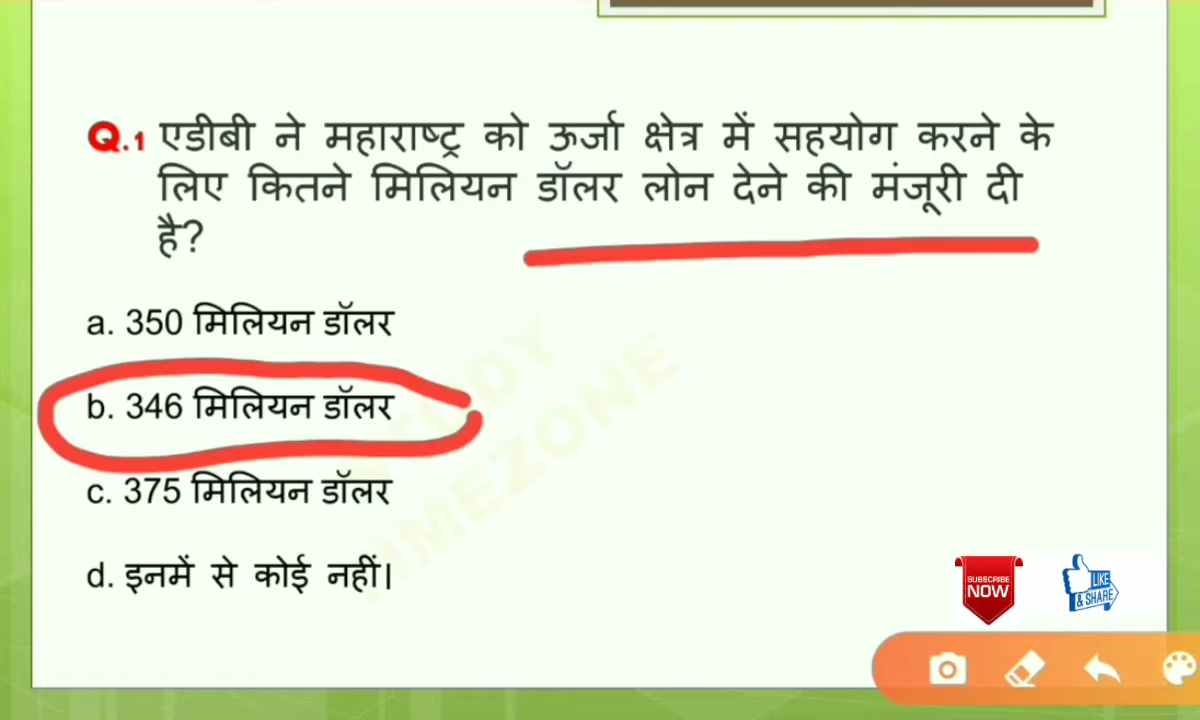 Q.1 एडीबी ने महाराष्ट्र को ऊर्जा क्षेत्र में सहयोग करने के
लिए कितने मिलियन डॉलर लोन देने की मंजूरी दी
है?
a. 350 मिलियन डॉलर
b. 346 मिलियन डॉलर
c. 375 मिलियन डॉलर
d. इनमें से कोई नहीं।
SUBSCRIBE
NOW
LIKE
& SHARE